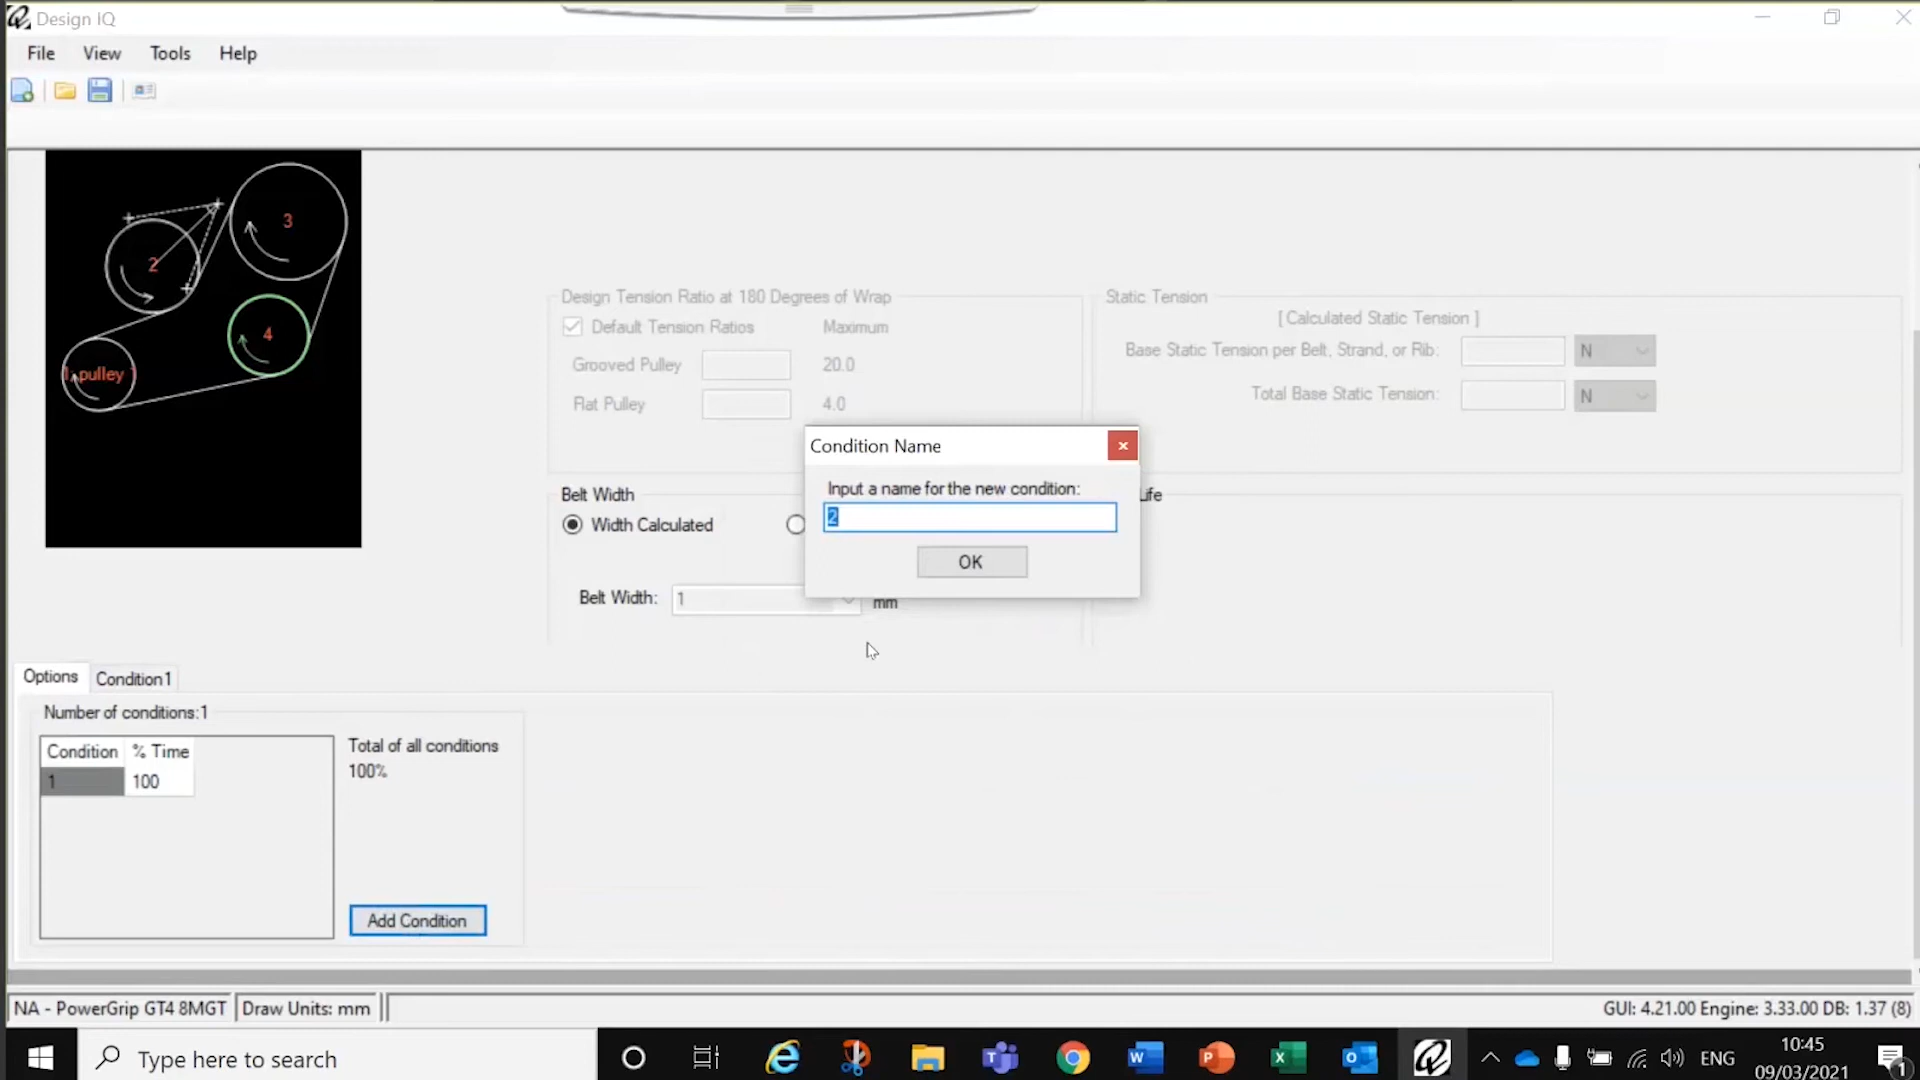 Design IQ
File View Tools Help
3
2
4
pulley
Design Tension Ratio at 180 Degrees of Wrap
Default Tension Ratios Maximum
Grooved Pulley 20.0
Flat Pulley 4.0
Static Tension
[ Calculated Static Tension ]
Base Static Tension per Belt, Strand, or Rib: N
Total Base Static Tension: N
Condition Name
Input a name for the new condition:
2
OK
Belt Width
Width Calculated
Life
Belt Width: 1 mm
Options Condition1
Number of conditions:1
Condition % Time
1 100
Total of all conditions
100%
Add Condition
NA - PowerGrip GT4 8MGT Draw Units: mm GUI: 4.21.00 Engine: 3.33.00 DB: 1.37 (8)
Type here to search
ENG
10:45
09/03/2021
1